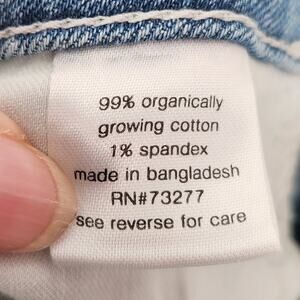 99% organically
growing cotton
1% spandex
made in bangladesh
RN#73277
see reverse for care